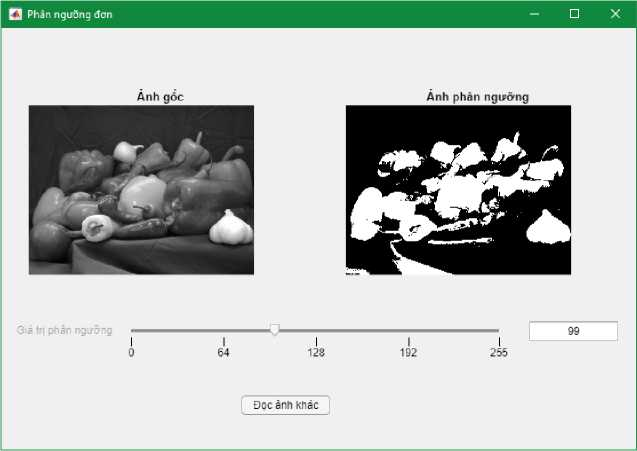 Phân ngưỡng đơn
Ảnh gốc
Ảnh phân ngưỡng
Giá trị phân ngưỡng
0 64 128 192 255
99
Đọc ảnh khác